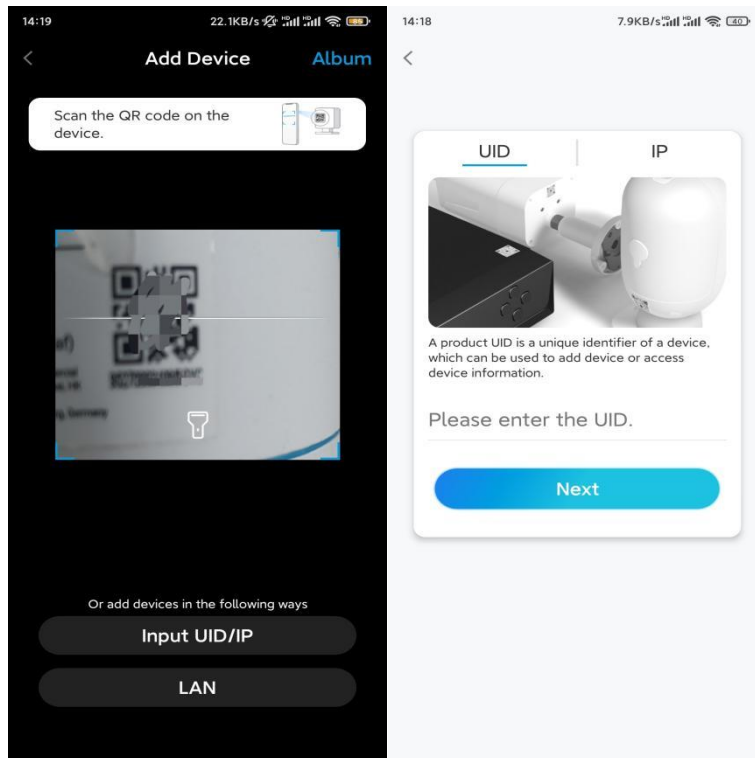 14:19
22.1KB/s
Add Device
Album
Scan the QR code on the
device.
Germany
Or add devices in the following ways
Input UID/IP
LAN
14:18
7.9KB/s
40
UID
IP
A product UID is a unique identifier of a device,
which can be used to add device or access
device information.
Please enter the UID.
Next